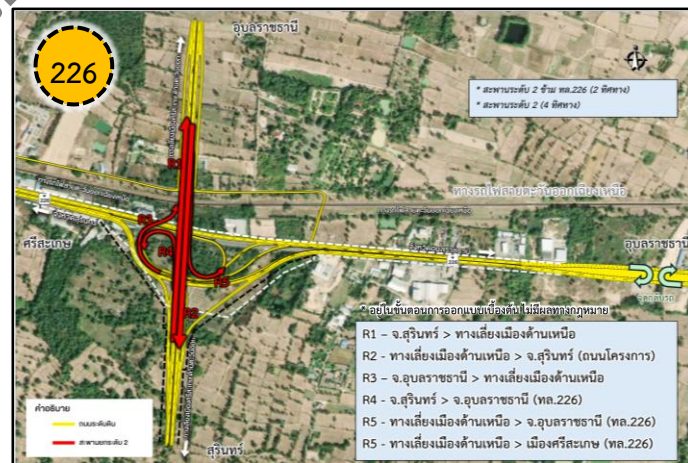 226
อุบลราชธานี
* สะพานระดับ 2 ข้าม ทล.226 (2 ทิศทาง)
* สะพานระดับ 2 (4 ทิศทาง)
R1
ทางรถไฟสายตะวันออกเฉียงเหนือ
ศรีสะเกษ
R4
R5
R2
อุบลราชธานี
จุดกลับรถ
* อยู่ในขั้นตอนการออกแบบเบื้องต้น ไม่มีผลทางกฎหมาย
R1 – จ.สุรินทร์ > ทางเลี่ยงเมืองด้านเหนือ
R2 - ทางเลี่ยงเมืองด้านเหนือ > จ.สุรินทร์ (ถนนโครงการ)
R3 – จ.อุบลราชธานี > ทางเลี่ยงเมืองด้านเหนือ
R4 - จ.สุรินทร์ > จ.อุบลราชธานี (ทล.226)
R5 - ทางเลี่ยงเมืองด้านเหนือ > จ.อุบลราชธานี (ทล.226)
R5 - ทางเลี่ยงเมืองด้านเหนือ > เมืองศรีสะเกษ (ทล.226)
คำอธิบาย
ถนนระดับดิน
สะพานยกระดับ 2
สุรินทร์